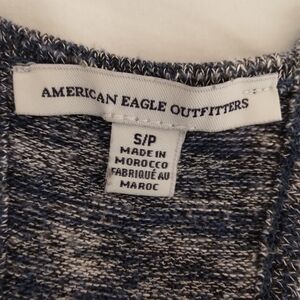 AMERICAN EAGLE OUTFITTERS
S/P
MADE IN
MOROCCO
FABRIQUÉ AU
MAROC